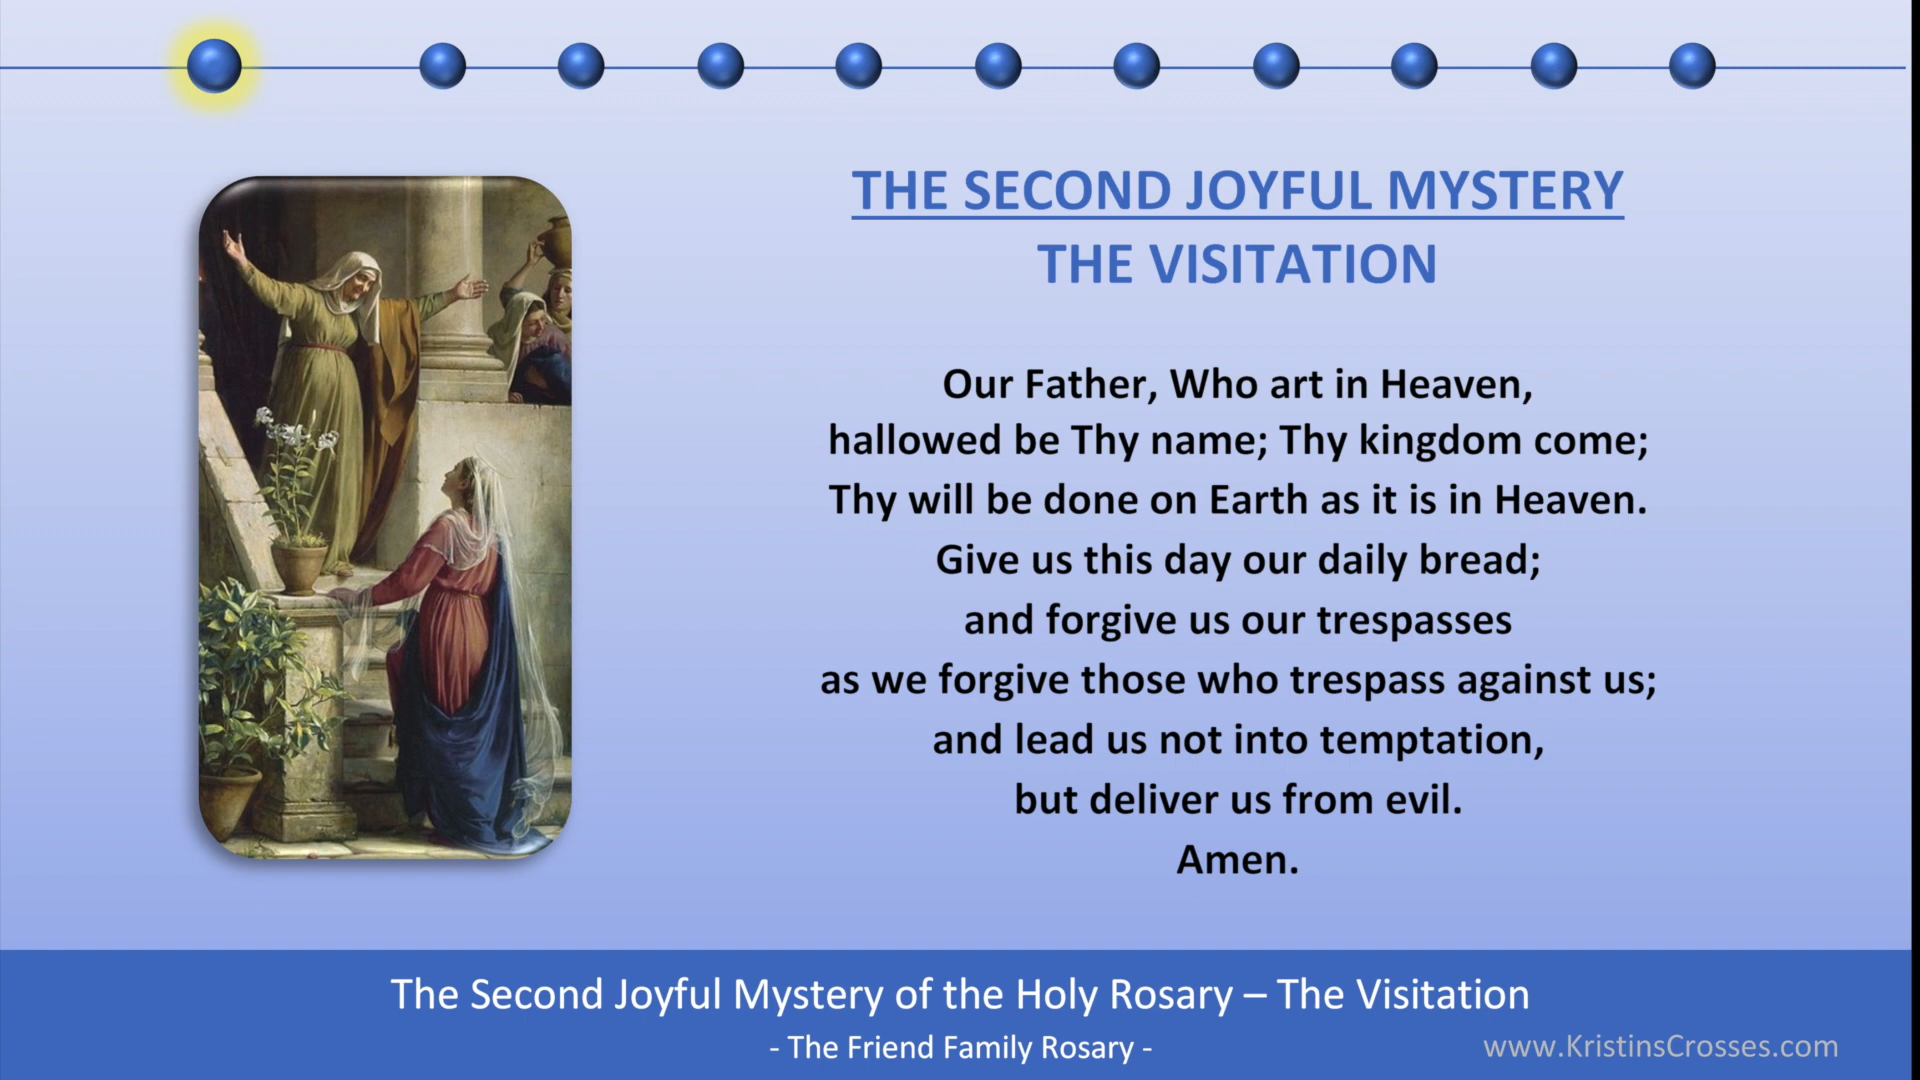 THE SECOND JOYFUL MYSTERY
THE VISITATION
Our Father, Who art in Heaven,
hallowed be Thy name; Thy kingdom come;
Thy will be done on Earth as it is in Heaven.
Give us this day our daily bread;
and forgive us our trespasses
as we forgive those who trespass against us;
and lead us not into temptation,
but deliver us from evil.
Amen.
The Second Joyful Mystery of the Holy Rosary – The Visitation
- The Friend Family Rosary -
www.KristinsCrosses.com